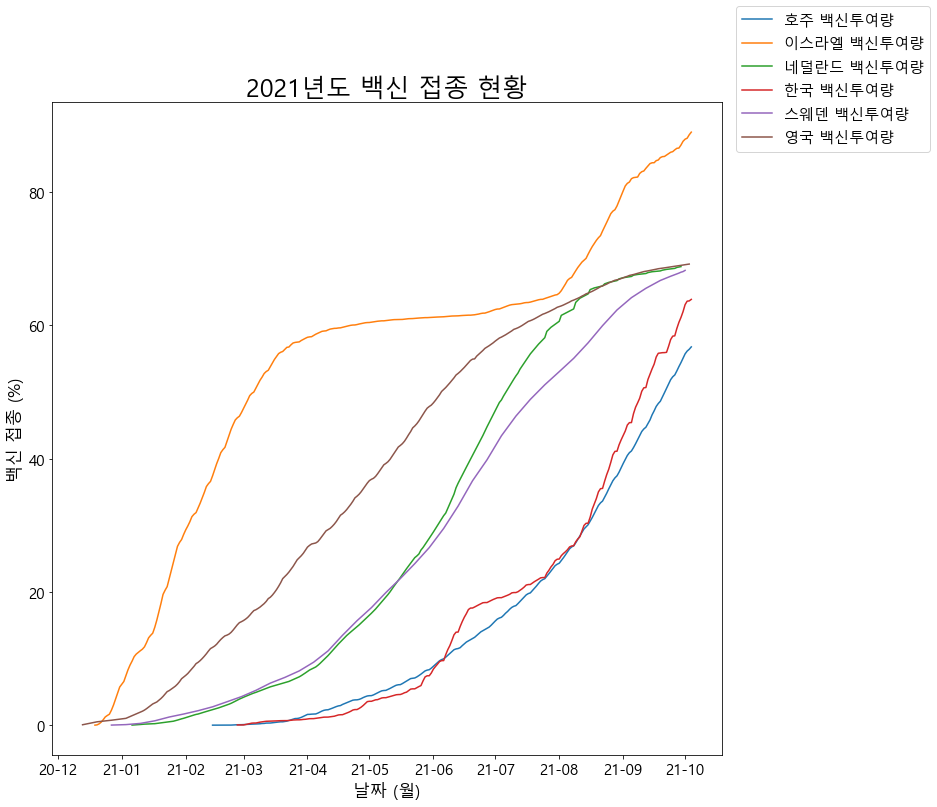 호주 백신투여량
이스라엘 백신투여량
네덜란드 백신투여량
한국 백신투여량
스웨덴 백신투여량
영국 백신투여량
2021년도 백신 접종 현황
80
60
40
20
0
백신 접종 (%)
20-12 21-01 21-02 21-03 21-04 21-05 21-06 21-07 21-08 21-09 21-10
날짜 (월)